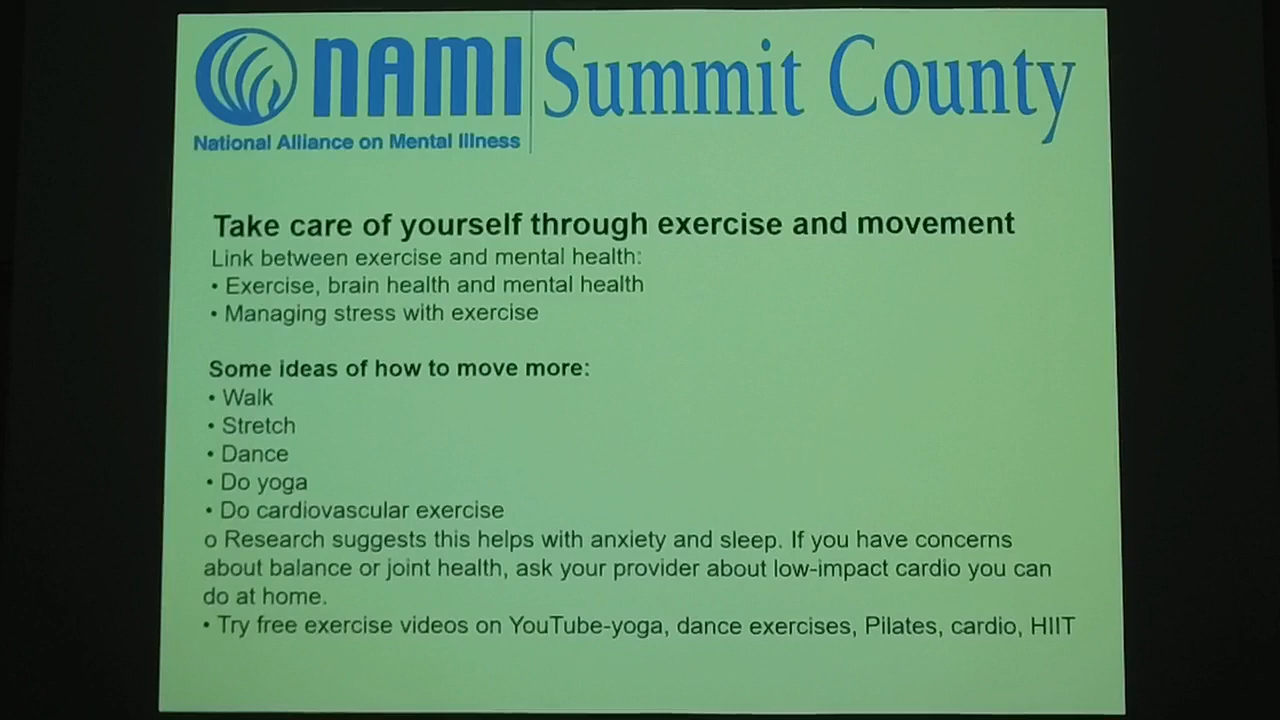 NAMI Summit County
National Alliance on Mental Illness
Take care of yourself through exercise and movement
Link between exercise and mental health:
• Exercise, brain health and mental health
• Managing stress with exercise
Some ideas of how to move more:
• Walk
• Stretch
• Dance
• Do yoga
• Do cardiovascular exercise
o Research suggests this helps with anxiety and sleep. If you have concerns
about balance or joint health, ask your provider about low-impact cardio you can
do at home.
• Try free exercise videos on YouTube-yoga, dance exercises, Pilates, cardio, HIIT